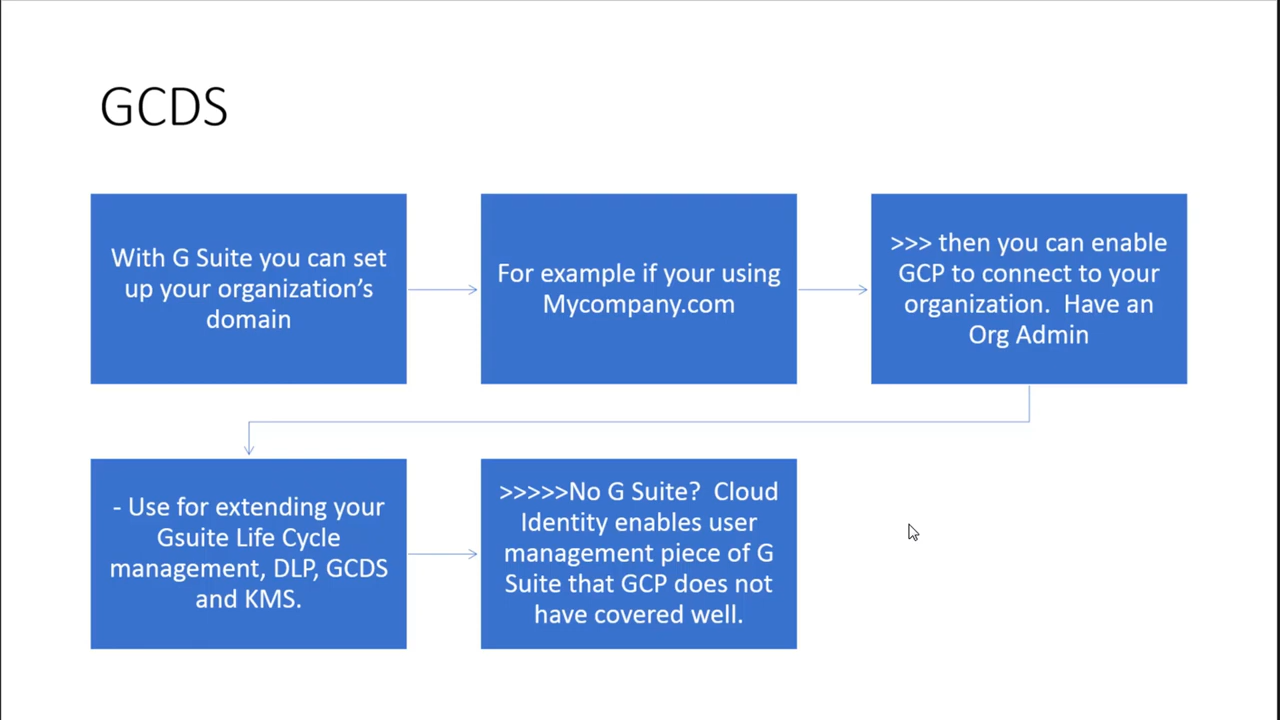 GCDS
With G Suite you can set
up your organization's
domain
For example if your using
Mycompany.com
>>> then you can enable
GCP to connect to your
organization.  Have an
Org Admin
- Use for extending your
Gsuite Life Cycle
management, DLP, GCDS
and KMS.
>>>>>No G Suite?  Cloud
Identity enables user
management piece of G
Suite that GCP does not
have covered well.